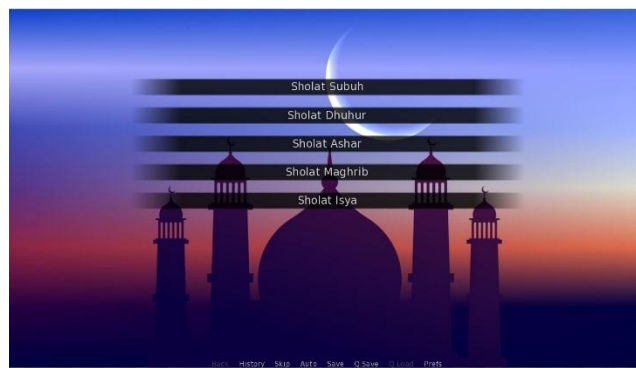 Sholat Subuh
Sholat Dhuhur
Sholat Ashar
Sholat Maghrib
Sholat Isya
Back History Skip Auto Save Q.Save Q.Load Prefs